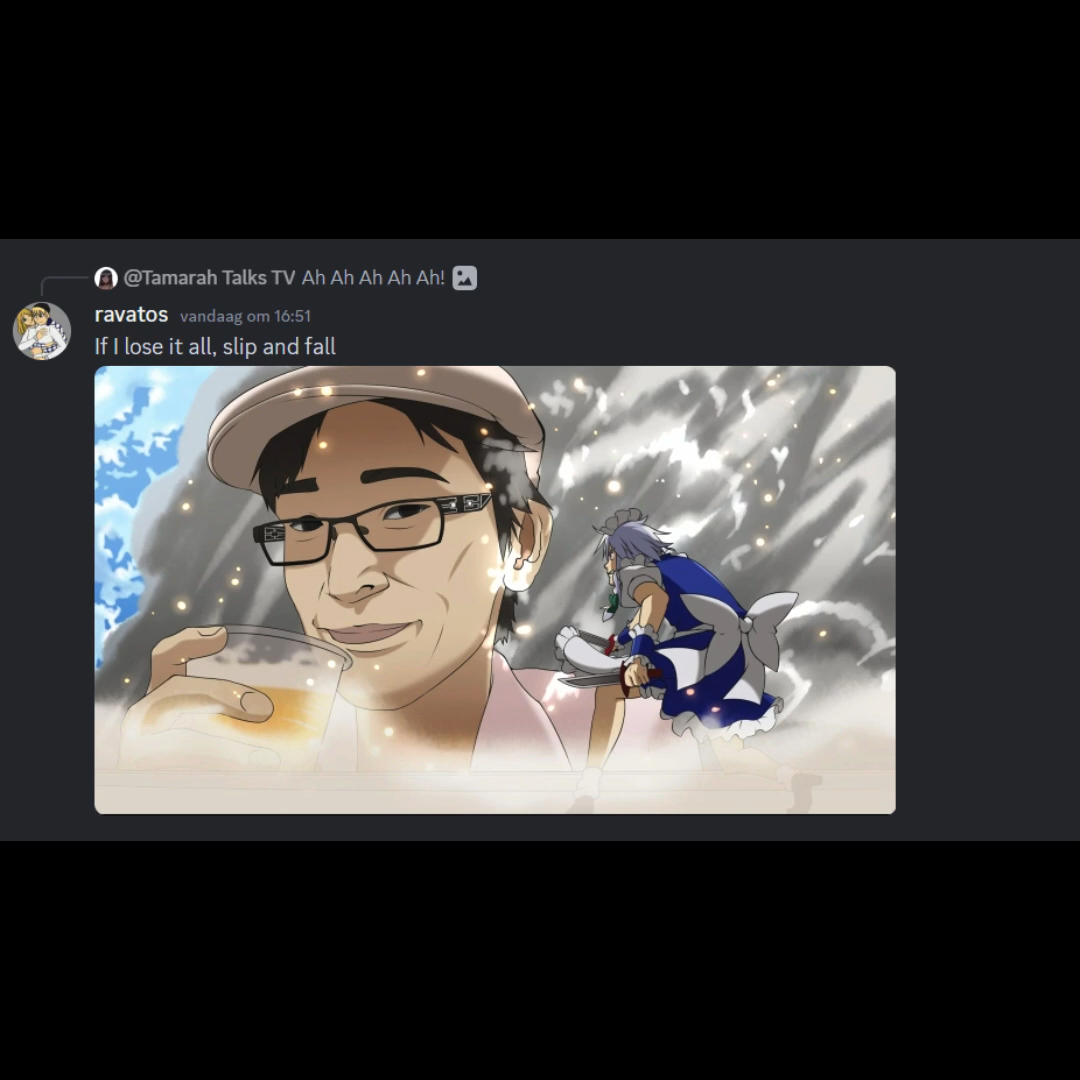 @Tamarah Talks TV Ah Ah Ah Ah Ah!
ravatos vandaag om 16:51
If I lose it all, slip and fall